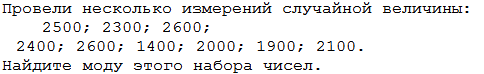 Провели несколько измерений случайной величины:
2500; 2300; 2600;
2400; 2600; 1400; 2000; 1900; 2100.
Найдите моду этого набора чисел.